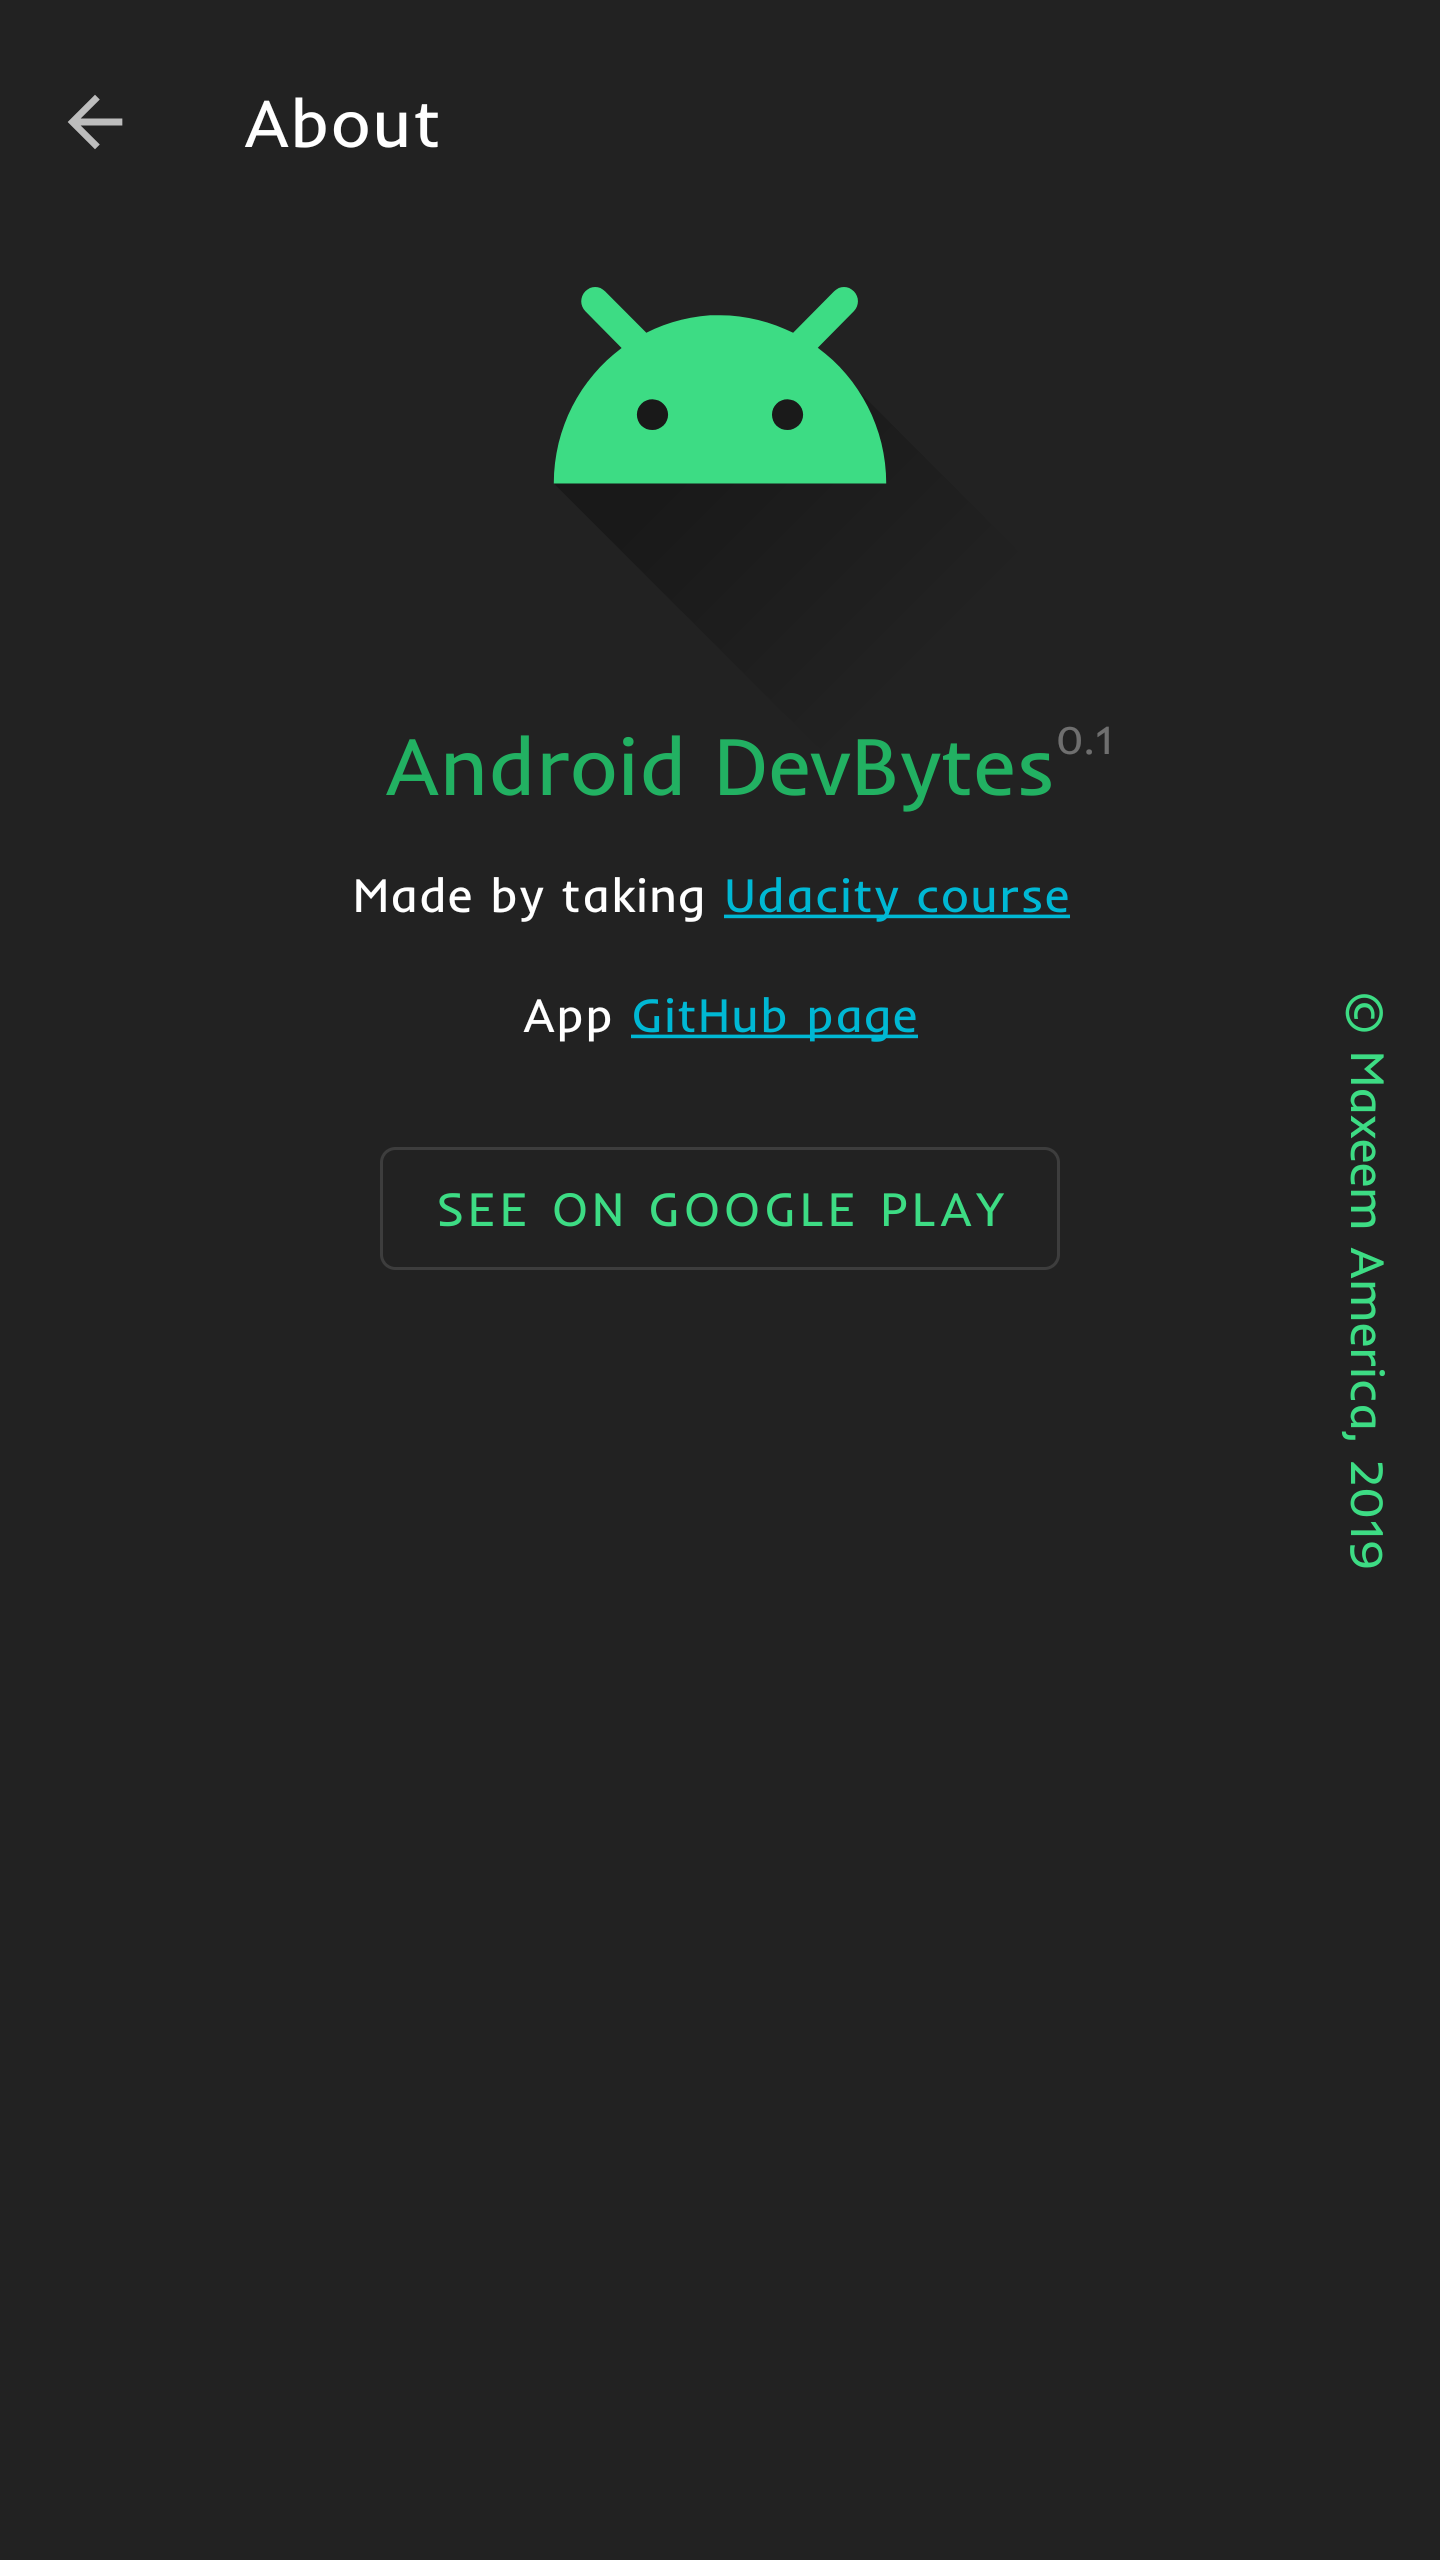 About
Android DevBytes 0.1
Made by taking Udacity course
App GitHub page
SEE ON GOOGLE PLAY
© Maxeem America, 2019